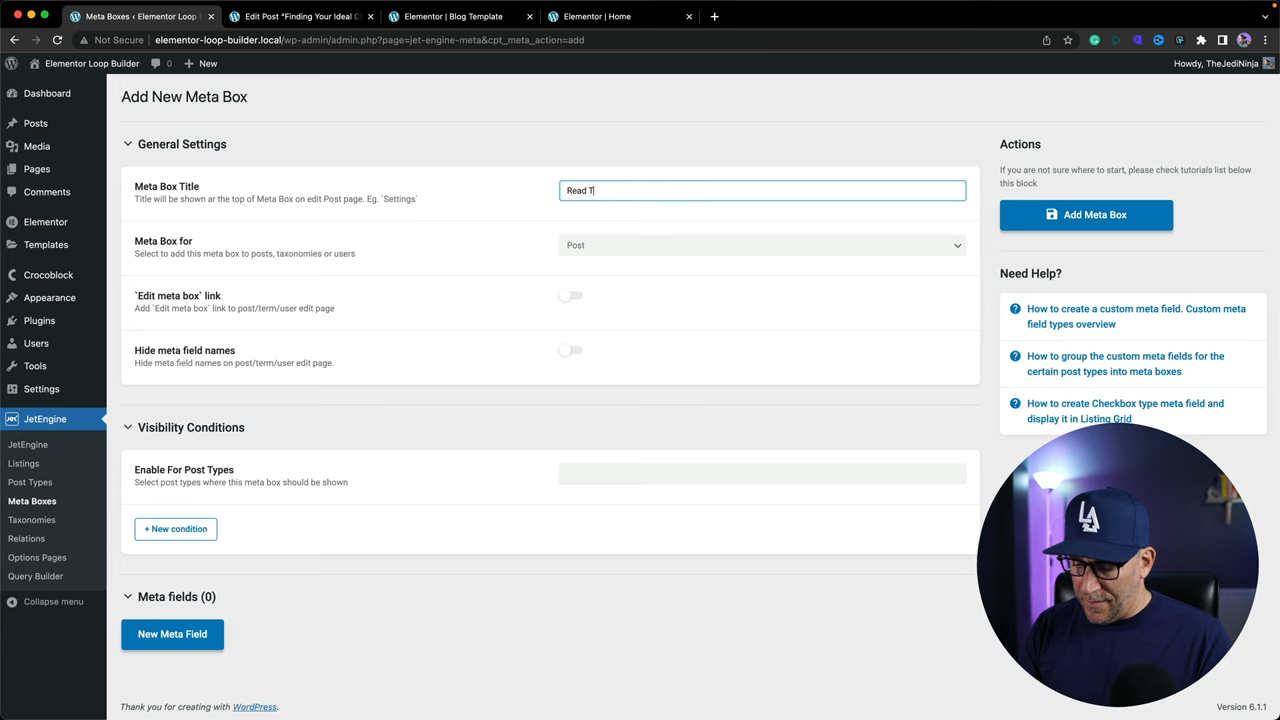 Meta Boxes ‹ Elementor Loop
Edit Post "Finding Your Ideal C
Elementor | Blog Template
Elementor | Home
Not Secure
elementor-loop-builder.local/wp-admin/admin.php?page=jet-engine-meta&cpt_meta_action=add
Elementor Loop Builder
0
+ New
Howdy, TheJediNinja
Dashboard
Posts
Media
Pages
Comments
Elementor
Templates
Crocoblock
Appearance
Plugins
Users
Tools
Settings
JetEngine
JetEngine
Listings
Post Types
Meta Boxes
Taxonomies
Relations
Options Pages
Query Builder
Collapse menu
Add New Meta Box
General Settings
Meta Box Title
Title will be shown ar the top of Meta Box on edit Post page. Eg. `Settings`
Read T
Meta Box for
Select to add this meta box to posts, taxonomies or users
Post
`Edit meta box` link
Add `Edit meta box` link to post/term/user edit page
Hide meta field names
Hide meta field names on post/term/user edit page.
Visibility Conditions
Enable For Post Types
Select post types where this meta box should be shown
+ New condition
Meta fields (0)
New Meta Field
Actions
If you are not sure where to start, please check tutorials list below
this block
Add Meta Box
Need Help?
How to create a custom meta field. Custom meta
field types overview
How to group the custom meta fields for the
certain post types into meta boxes
How to create Checkbox type meta field and
display it in Listing Grid
LA
Thank you for creating with WordPress.
Version 6.1.1